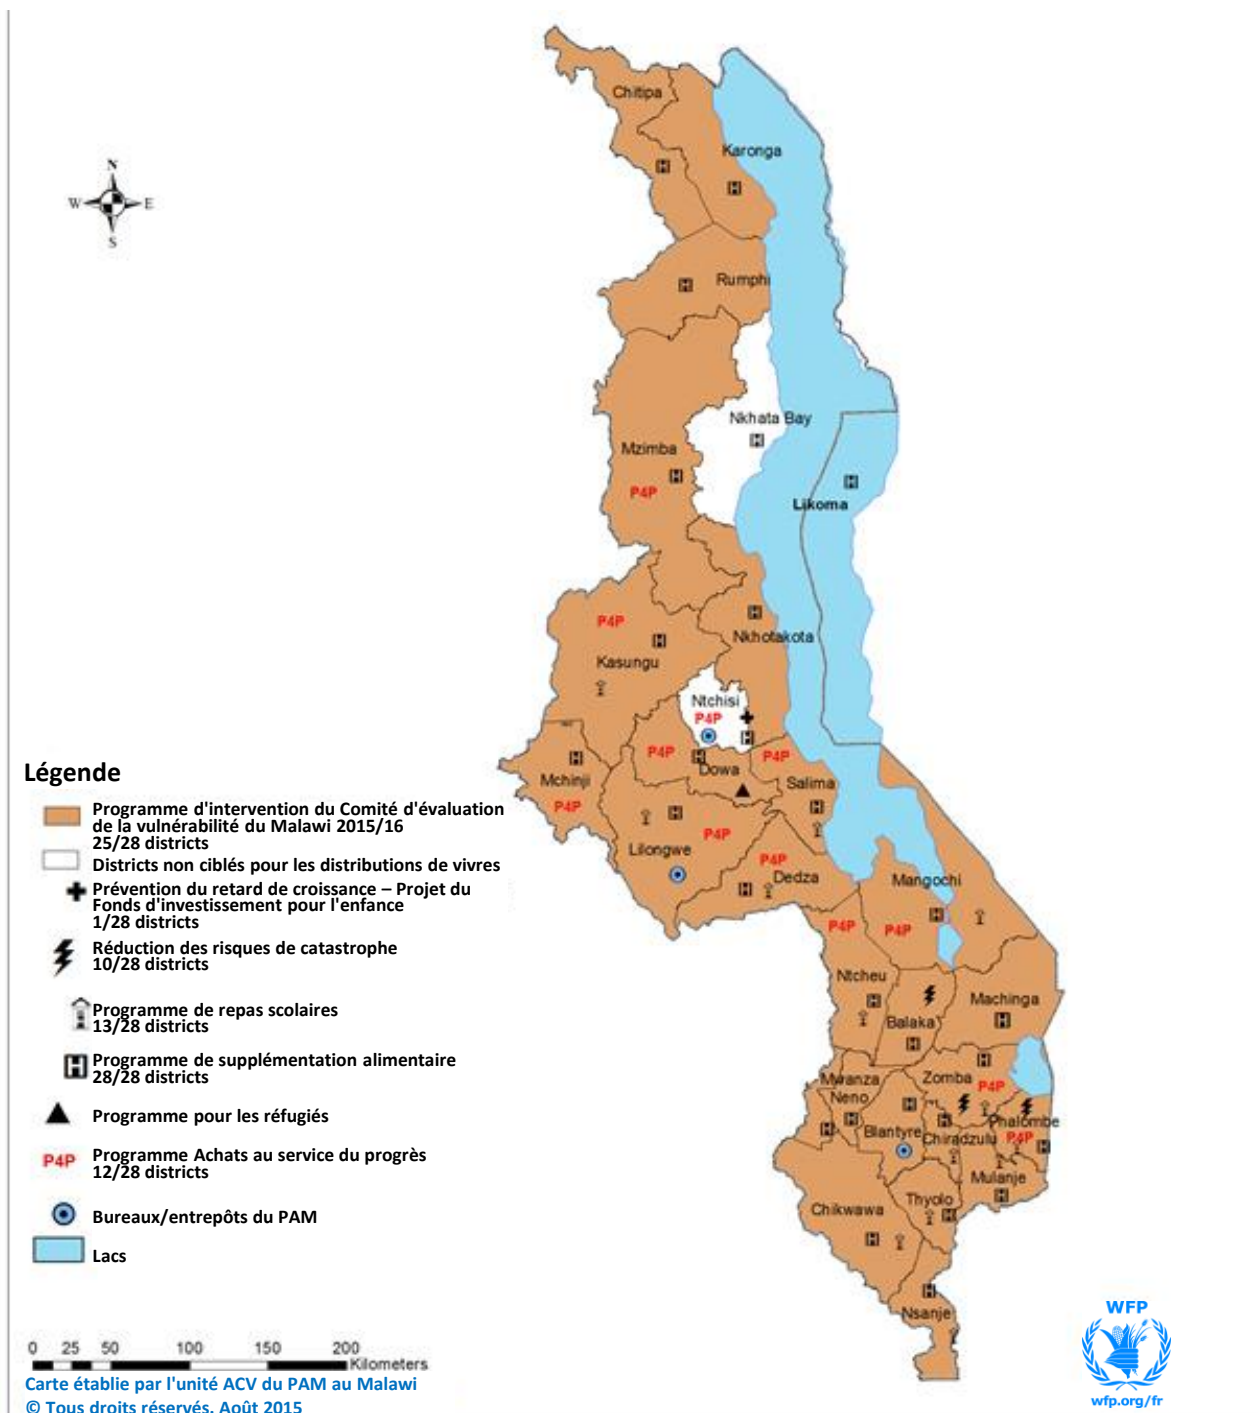 Chitipa
Karonga
N
W E
S
Rumphi
Nkhata Bay
H
Mzimba
H
P4P
H
Likoma
P4P
H
H
Nkhotakota
Kasungu
Ntchisi
P4P
H
P4P
H
P4P
Dowa
H
Mchinji
P4P
Salima
H
H
P4P
Lilongwe
P4P
Dedza
H
Mangochi
H
P4P
P4P
Ntcheu
H
Balaka
H
Machinga
H
Mwanza
Neno
Zomba
H
P4P
H
Blantyre
H
H
H
Chiradzulu
H
Phalombe
P4P
H
Mulanje
H
Thyolo
H
Chikwawa
H
H
Nsanje
Légende
Programme d'intervention du Comité d'évaluation
de la vulnérabilité du Malawi 2015/16
25/28 districts
Districts non ciblés pour les distributions de vivres
Prévention du retard de croissance – Projet du
Fonds d'investissement pour l'enfance
1/28 districts
Réduction des risques de catastrophe
10/28 districts
Programme de repas scolaires
13/28 districts
H Programme de supplémentation alimentaire
28/28 districts
Programme pour les réfugiés
P4P Programme Achats au service du progrès
12/28 districts
Bureaux/entrepôts du PAM
Lacs
0 25 50 100 150 200
Kilometers
Carte établie par l'unité ACV du PAM au Malawi
© Tous droits réservés. Août 2015
WFP
wfp.org/fr